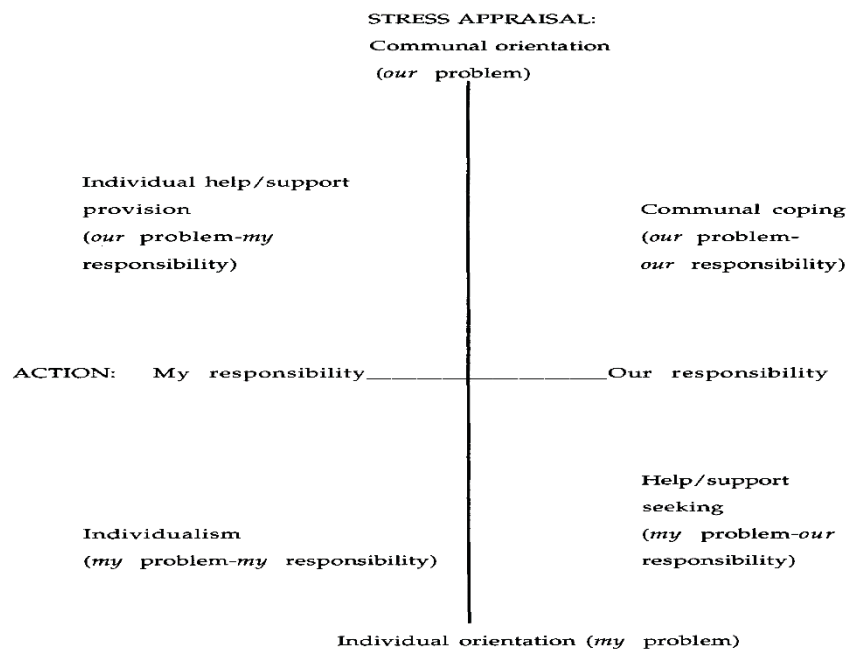 STRESS APPRAISAL:
Communal orientation
(our problem)
Individual help/support
provision
(our problem-my
responsibility)
Communal coping
(our problem-
our responsibility)
ACTION: My responsibility____________________Our responsibility
Individualism
(my problem-my responsibility)
Help/support
seeking
(my problem-our
responsibility)
Individual orientation (my problem)